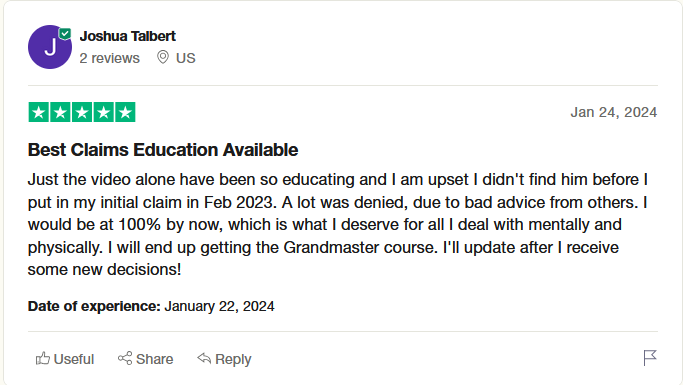 J
Joshua Talbert
2 reviews US
Jan 24, 2024
Best Claims Education Available
Just the video alone have been so educating and I am upset I didn't find him before I
put in my initial claim in Feb 2023. A lot was denied, due to bad advice from others. I
would be at 100% by now, which is what I deserve for all I deal with mentally and
physically. I will end up getting the Grandmaster course. I'll update after I receive
some new decisions!
Date of experience: January 22, 2024
Useful Share Reply